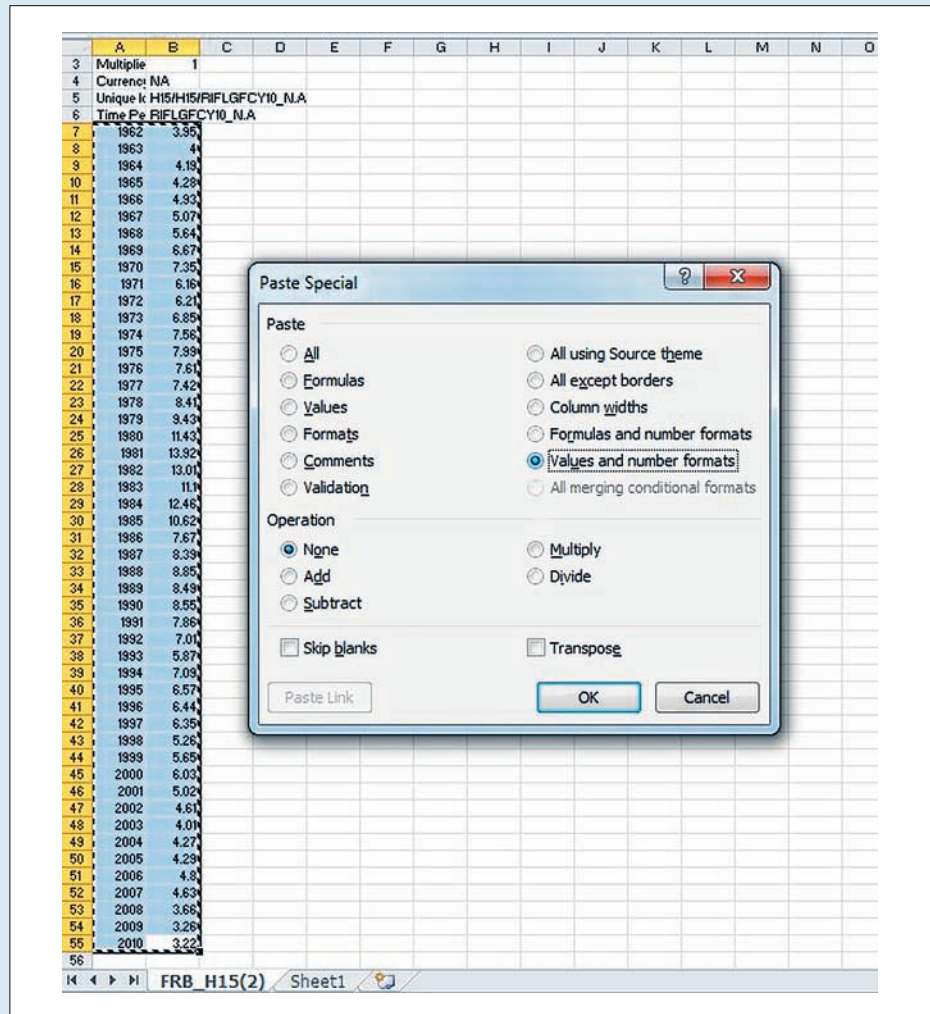 A B C D E F G H I J K L M N O
3 Multiplie 1
4 Currenc NA
5 Unique Ic H15/H15/RIFLGFCY10_N.A
6 Time Pe RIFLGFCY10_N.A
7 1962 3.95
8 1963 4
9 1964 4.19
10 1965 4.28
11 1966 4.93
12 1967 5.07
13 1968 5.64
14 1969 6.67
15 1970 7.35
16 1971 6.16
17 1972 6.21
18 1973 6.85
19 1974 7.56
20 1975 7.99
21 1976 7.61
22 1977 7.42
23 1978 8.41
24 1979 9.43
25 1980 11.43
26 1981 13.92
27 1982 13.01
28 1983 11.1
29 1984 12.46
30 1985 10.62
31 1986 7.67
32 1987 8.39
33 1988 8.85
34 1989 8.49
35 1990 8.55
36 1991 7.86
37 1992 7.01
38 1993 5.87
39 1994 7.09
40 1995 6.57
41 1996 6.44
42 1997 6.35
43 1998 5.26
44 1999 5.65
45 2000 6.03
46 2001 5.02
47 2002 4.61
48 2003 4.01
49 2004 4.27
50 2005 4.29
51 2006 4.8
52 2007 4.63
53 2008 3.66
54 2009 3.26
55 2010 3.22
56
FRB_H15(2) Sheet1
Paste Special
Paste
All All using Source theme
Formulas All except borders
Values Column widths
Formats Formulas and number formats
Comments Values and number formats
Validation All merging conditional formats
Operation
None Multiply
Add Divide
Subtract
Skip blanks Transpose
Paste Link OK Cancel